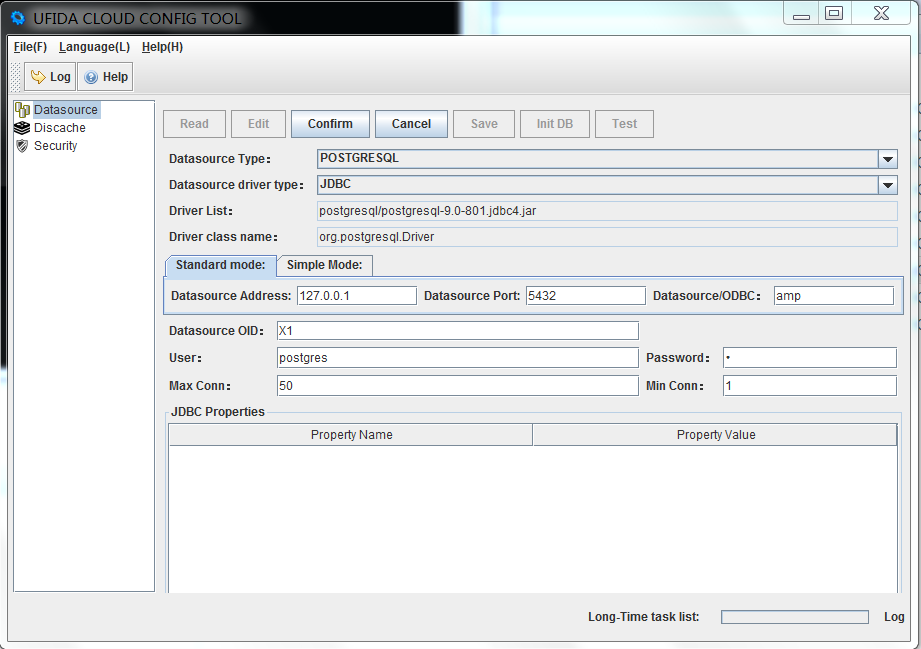 UFIDA CLOUD CONFIG TOOL
File(F) Language(L) Help(H)
Log Help
Datasource
Discache
Security
Read Edit Confirm Cancel Save Init DB Test
Datasource Type： POSTGRESQL
Datasource driver type： JDBC
Driver List： postgresql/postgresql-9.0-801.jdbc4.jar
Driver class name： org.postgresql.Driver
Standard mode: Simple Mode:
Datasource Address: 127.0.0.1 Datasource Port: 5432 Datasource/ODBC： amp
Datasource OID： X1
User： postgres Password： •
Max Conn： 50 Min Conn： 1
JDBC Properties
Property Name Property Value
Long-Time task list: Log